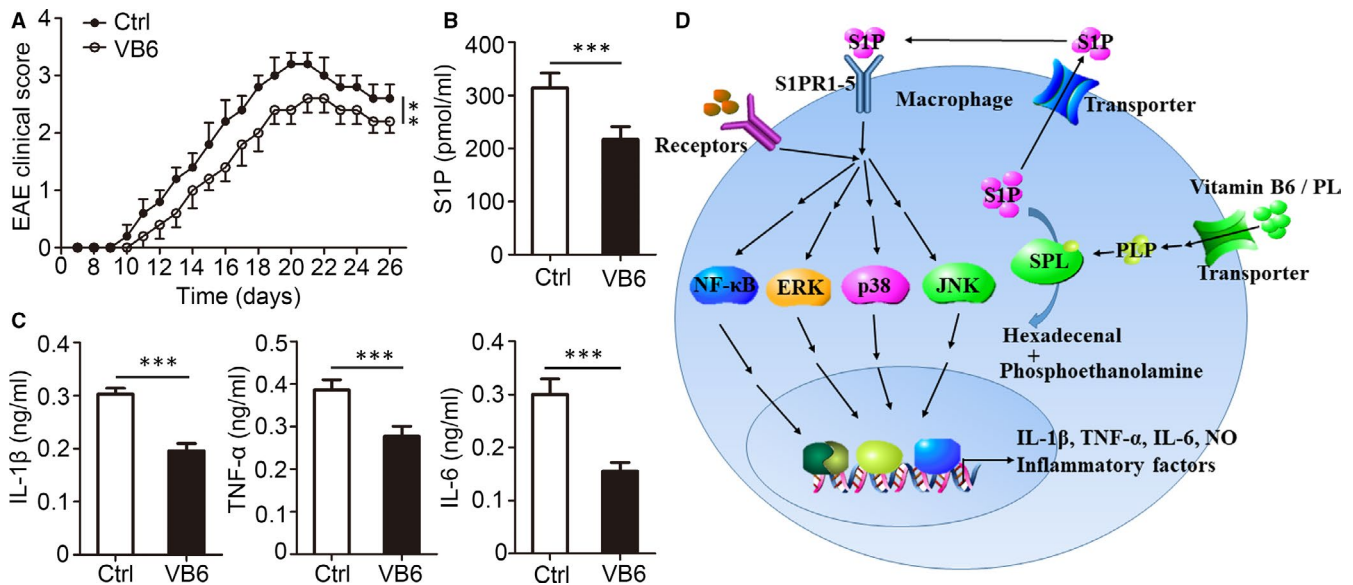 A
Ctrl
VB6
EAE clinical score
4
3
2
1
0
**
0 8 10 12 14 16 18 20 22 24 26
Time (days)
B
***
S1P (pmol/ml)
400
300
200
100
0
Ctrl VB6
C
***
IL-1β (ng/ml)
0.4
0.3
0.2
0.1
0
Ctrl VB6
***
TNF-α (ng/ml)
0.5
0.4
0.3
0.2
0.1
0
Ctrl VB6
***
IL-6 (ng/ml)
0.4
0.3
0.2
0.1
0
Ctrl VB6
D
S1P
S1P
S1PR1-5
Macrophage
Transporter
Receptors
S1P
Vitamin B6 / PL
SPL
PLP
Transporter
NF-κB ERK p38 JNK
Hexadecenal
+
Phosphoethanolamine
IL-1β, TNF-α, IL-6, NO
Inflammatory factors